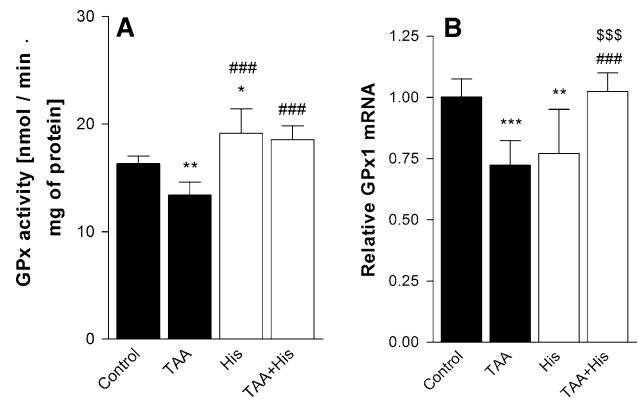 A
GPx activity [nmol / min ·
mg of protein]
30
20
10
0
**
###
*
###
Control
TAA
His
TAA+His
B
Relative GPx1 mRNA
1.25
1.00
0.75
0.50
0.25
0.00
***
**
$$$
###
Control
TAA
His
TAA+His